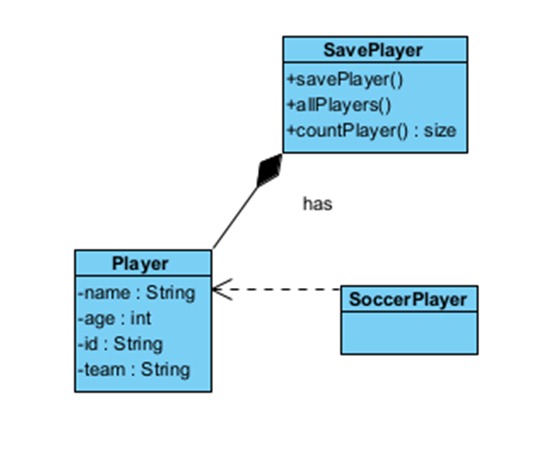 SavePlayer
+savePlayer()
+allPlayers()
+countPlayer() : size
has
Player
-name : String
-age : int
-id : String
-team : String
SoccerPlayer